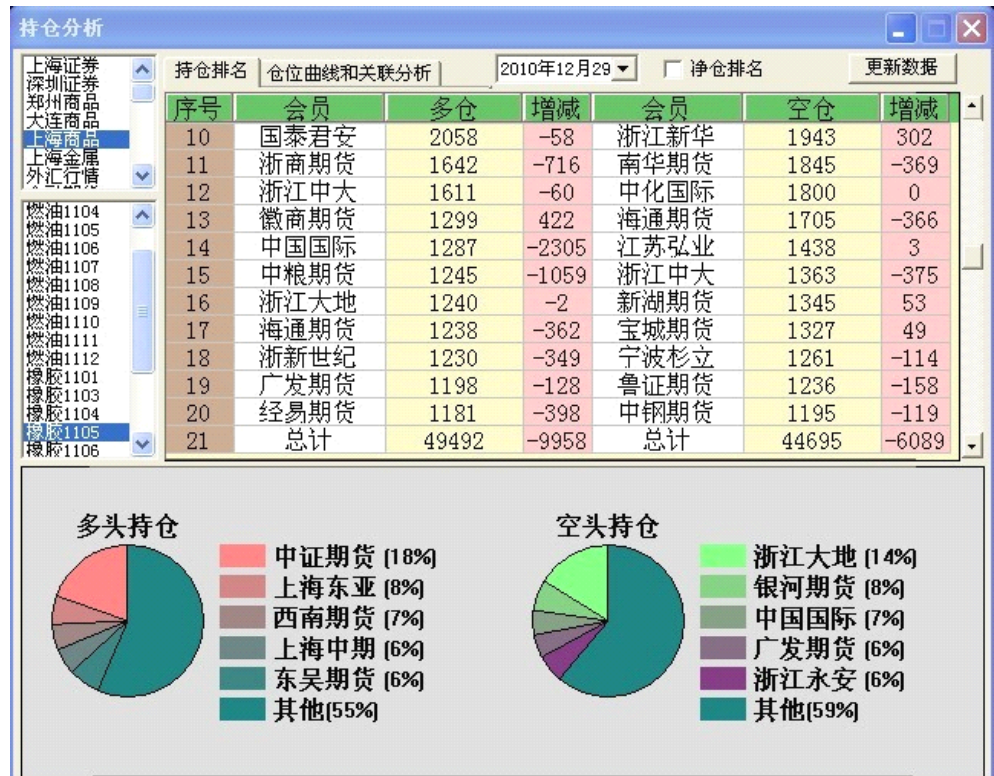 持仓分析
上海证券
深圳证券
郑州商品
大连商品
上海商品
上海金属
外汇行情
燃油1104
燃油1105
燃油1106
燃油1107
燃油1108
燃油1109
燃油1110
燃油1111
燃油1112
橡胶1101
橡胶1103
橡胶1104
橡胶1105
橡胶1106
持仓排名 仓位曲线和关联分析 2010年12月29 净仓排名 更新数据
序号 会员 多仓 增减 会员 空仓 增减
10 国泰君安 2058 -58 浙江新华 1943 302
11 浙商期货 1642 -716 南华期货 1845 -369
12 浙江中大 1611 -60 中化国际 1800 0
13 徽商期货 1299 422 海通期货 1705 -366
14 中国国际 1287 -2305 江苏弘业 1438 3
15 中粮期货 1245 -1059 浙江中大 1363 -375
16 浙江大地 1240 -2 新湖期货 1345 53
17 海通期货 1238 -362 宝城期货 1327 49
18 浙新世纪 1230 -349 宁波杉立 1261 -114
19 广发期货 1198 -128 鲁证期货 1236 -158
20 经易期货 1181 -398 中钢期货 1195 -119
21 总计 49492 -9958 总计 44695 -6089
多头持仓
中证期货 (18%)
上海东亚 (8%)
西南期货 (7%)
上海中期 (6%)
东吴期货 (6%)
其他(55%)
空头持仓
浙江大地 (14%)
银河期货 (8%)
中国国际 (7%)
广发期货 (6%)
浙江永安 (6%)
其他(59%)